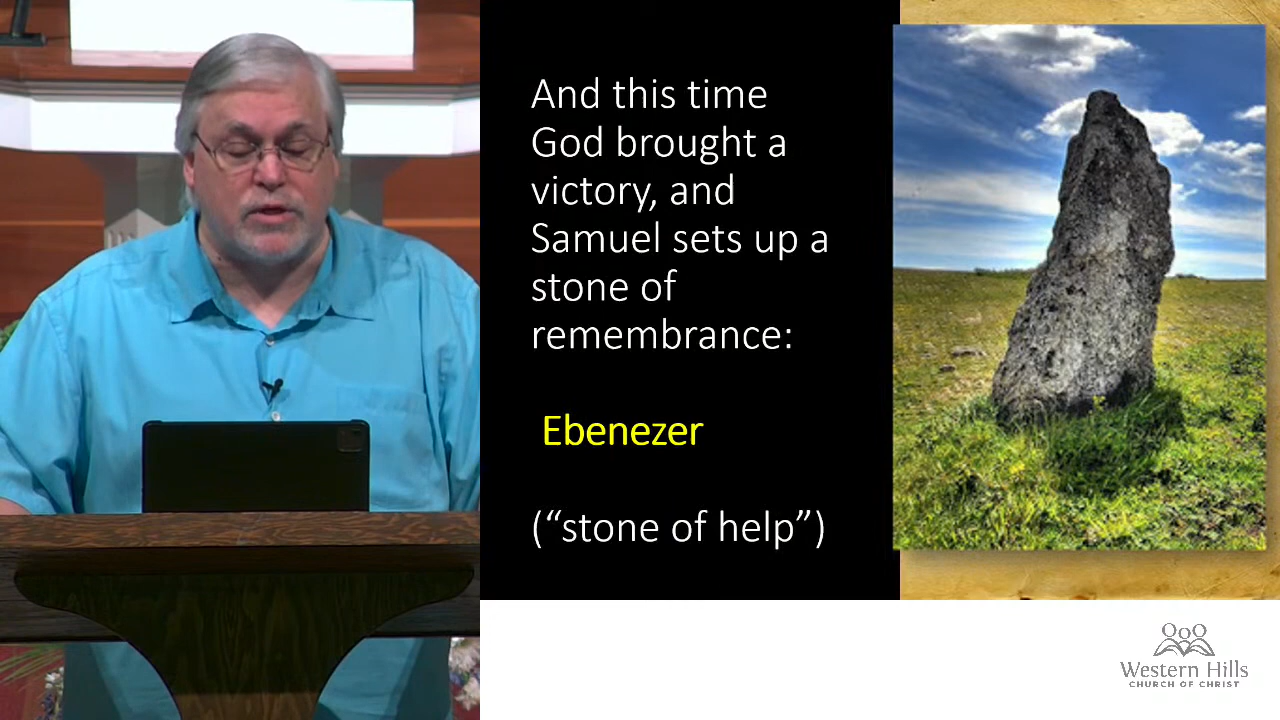 And this time
God brought a
victory, and
Samuel sets up a
stone of
remembrance:
Ebenezer
(“stone of help”)
Western Hills
CHURCH OF CHRIST